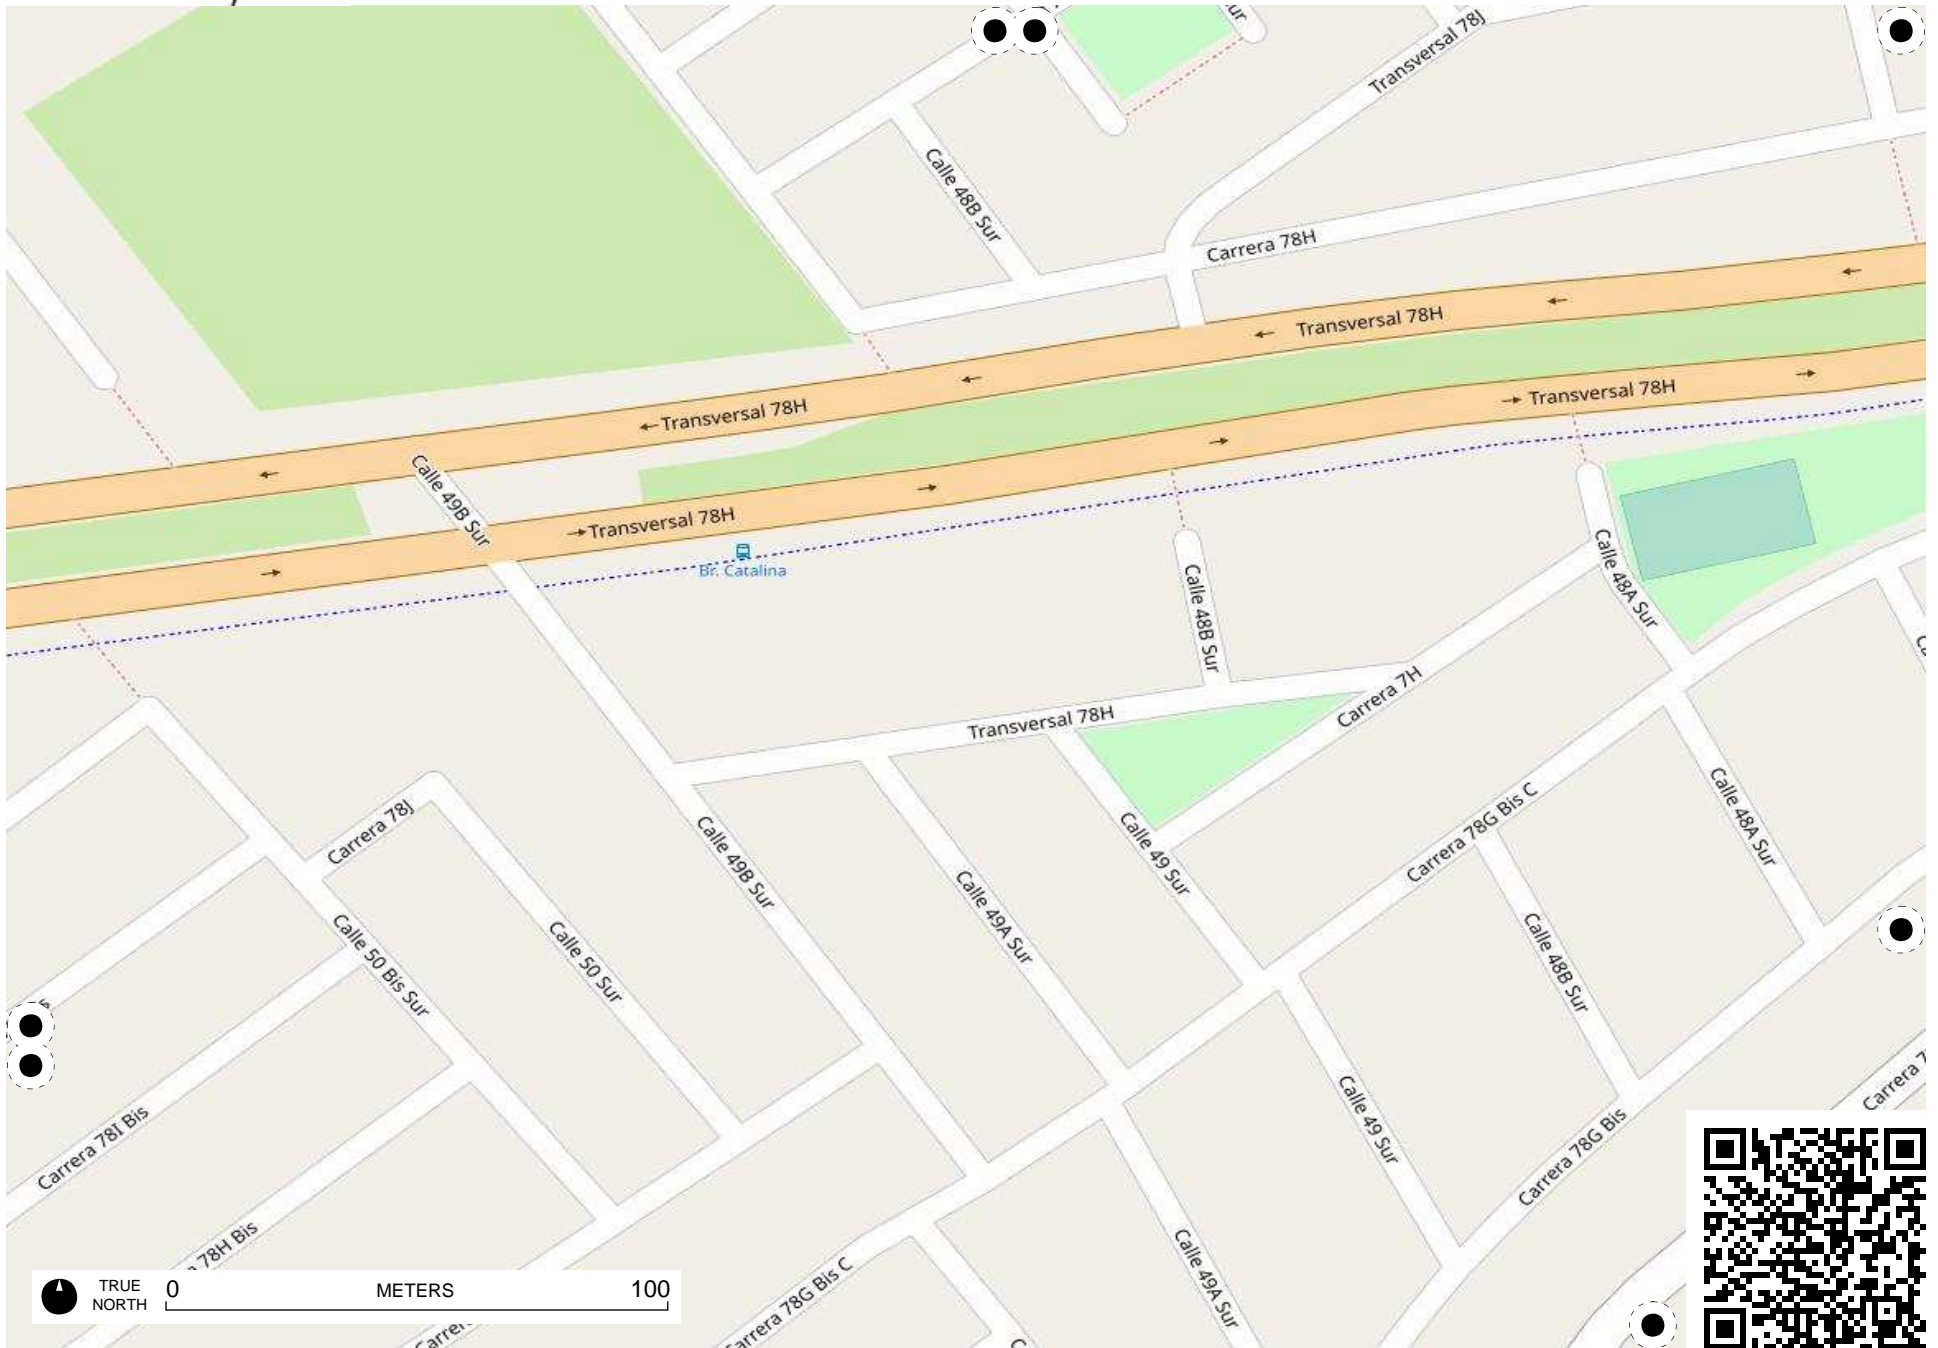 ur
Transversal 78J
Calle 48B Sur
Carrera 78H
Transversal 78H
Transversal 78H
Transversal 78H
Calle 49B Sur
Transversal 78H
Br. Catalina
Calle 48A Sur
Calle 48B Sur
Carrera 7H
Transversal 78H
Carrera 78J
Calle 49B Sur
Calle 49 Sur
Carrera 78G Bis C
Calle 48A Sur
Calle 49A Sur
Calle 50 Bis Sur
Calle 50 Sur
Calle 48B Sur
Carrera 7
Calle 49 Sur
Carrera 78I Bis
Carrera 78G Bis
78H Bis
Calle 49A Sur
Carrera 78G Bis C
TRUE
NORTH
0 METERS 100